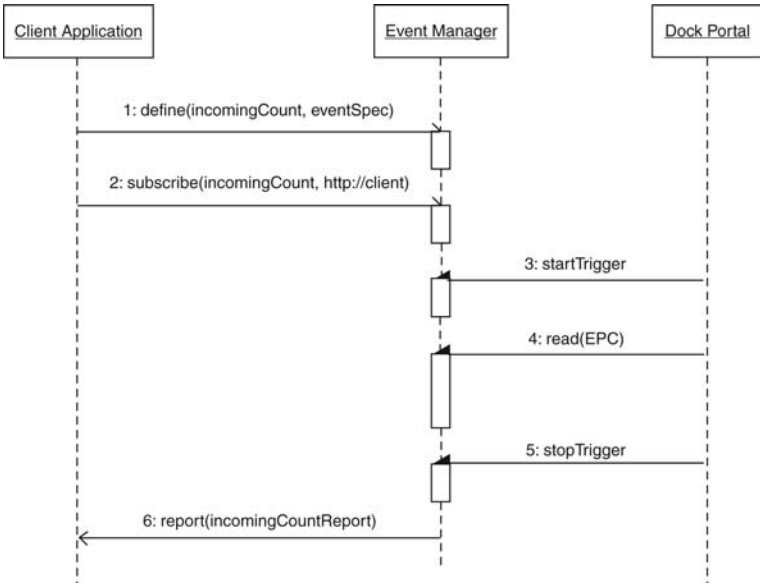 Client Application
Event Manager
Dock Portal
1: define(incomingCount, eventSpec)
2: subscribe(incomingCount, http://client)
3: startTrigger
4: read(EPC)
5: stopTrigger
6: report(incomingCountReport)